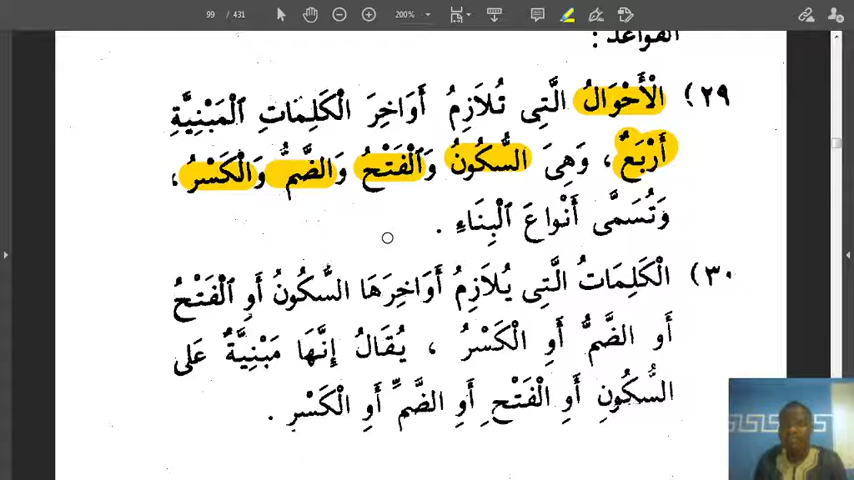 99 / 431
200%
القواعد :
٢٩) الْأَحْوَالُ الَّتِى تُلَازِمُ أَوَاخِرَ الْكَلِمَاتِ الْمَبْنِيَّةِ
أَرْبَعٌ ، وَهِىَ السُّكُونُ وَالْفَتْحُ وَالضَّمُّ وَالْكَسْرُ ،
وَتُسَمَّى أَنْوَاعَ الْبِنَاءِ .
٣٠) الْكَلِمَاتُ الَّتِى يُلَازِمُ أَوَاخِرَهَا السُّكُونُ أَوِ الْفَتْحُ
أَو الضَّمُّ أَوِ الْكَسْرُ ، يُقَالُ إِنَّهَا مَبْنِيَّةٌ عَلَى
السُّكُونِ أَوِ الْفَتْحِ أَوِ الضَّمِّ أَوِ الْكَسْرِ .